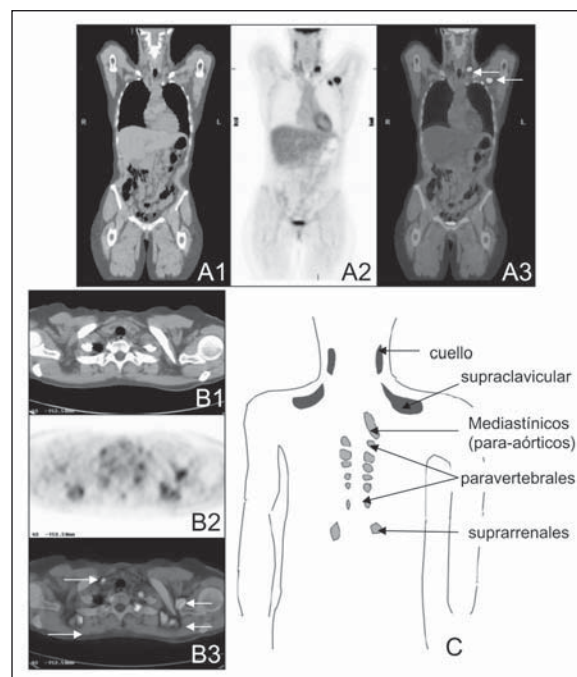 R
L
A1
A2
A3
B1
B2
B3
cuello
supraclavicular
Mediastínicos
(para-aórticos)
paravertebrales
suprarrenales
C